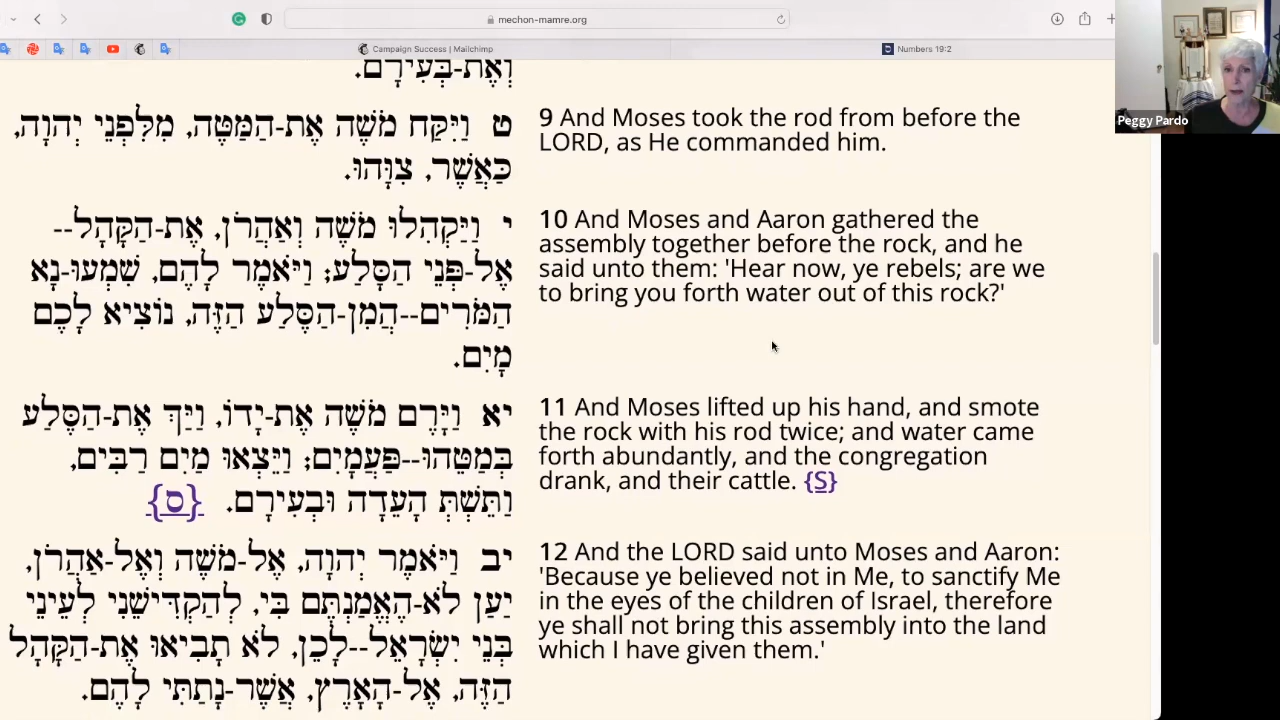 mechon-mamre.org
Campaign Success | Mailchimp
Numbers 19:2
Peggy Pardo
וְאֶת-בְּעִירָם.
ט וַיִּקַּח מֹשֶׁה אֶת-הַמַּטֶּה, מִלִּפְנֵי יְהוָה,
כַּאֲשֶׁר, צִוָּהוּ.
9 And Moses took the rod from before the
LORD, as He commanded him.
י וַיַּקְהִלוּ מֹשֶׁה וְאַהֲרֹן, אֶת-הַקָּהָל--
אֶל-פְּנֵי הַסָּלַע; וַיֹּאמֶר לָהֶם, שִׁמְעוּ-נָא
הַמֹּרִים--הֲמִן-הַסֶּלַע הַזֶּה, נוֹצִיא לָכֶם
מָיִם.
10 And Moses and Aaron gathered the
assembly together before the rock, and he
said unto them: 'Hear now, ye rebels; are we
to bring you forth water out of this rock?'
יא וַיָּרֶם מֹשֶׁה אֶת-יָדוֹ, וַיַּךְ אֶת-הַסֶּלַע
בְּמַטֵּהוּ--פַּעֲמָיִם; וַיֵּצְאוּ מַיִם רַבִּים,
וַתֵּשְׁתְּ הָעֵדָה וּבְעִירָם. {ס}
11 And Moses lifted up his hand, and smote
the rock with his rod twice; and water came
forth abundantly, and the congregation
drank, and their cattle. {S}
יב וַיֹּאמֶר יְהוָה, אֶל-מֹשֶׁה וְאֶל-אַהֲרֹן,
יַעַן לֹא-הֶאֱמַנְתֶּם בִּי, לְהַקְדִּישֵׁנִי לְעֵינֵי
בְּנֵי יִשְׂרָאֵל--לָכֵן, לֹא תָבִיאוּ אֶת-הַקָּהָל
הַזֶּה, אֶל-הָאָרֶץ, אֲשֶׁר-נָתַתִּי לָהֶם.
12 And the LORD said unto Moses and Aaron:
'Because ye believed not in Me, to sanctify Me
in the eyes of the children of Israel, therefore
ye shall not bring this assembly into the land
which I have given them.'